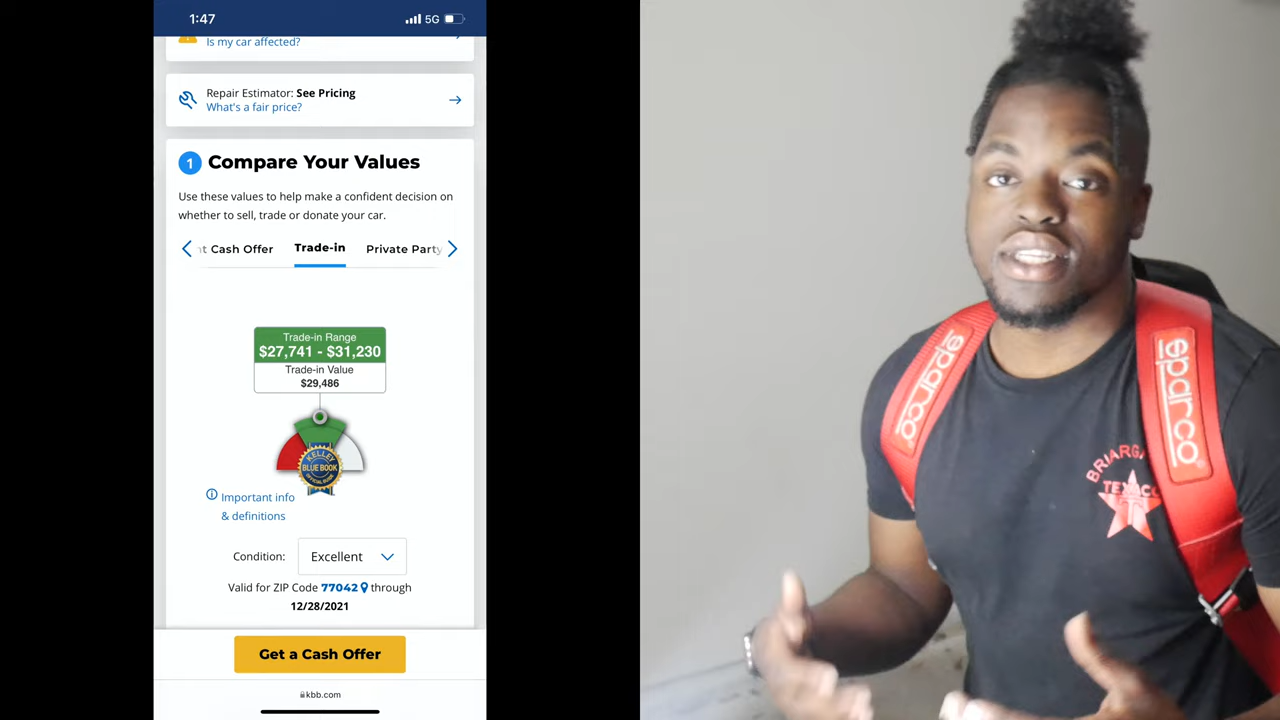 1:47
5G
Is my car affected?
Repair Estimator: See Pricing
What's a fair price?
1 Compare Your Values
Use these values to help make a confident decision on
whether to sell, trade or donate your car.
t Cash Offer
Trade-in
Private Party
Trade-in Range
$27,741 - $31,230
Trade-in Value
$29,486
KELLEY
BLUE BOOK
Important info
& definitions
Condition: Excellent
Valid for ZIP Code 77042 through
12/28/2021
Get a Cash Offer
kbb.com
sparco
sparco
BRIARG
TEXACO